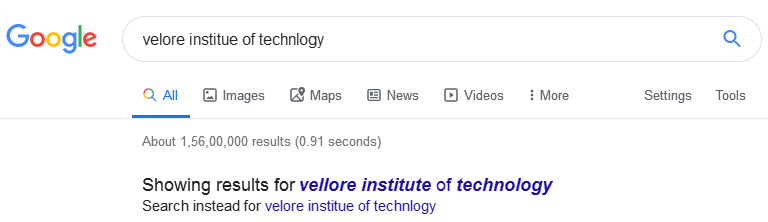 Google velore institue of technlogy
All Images Maps News Videos More Settings Tools
About 1,56,00,000 results (0.91 seconds)
Showing results for vellore institute of technology
Search instead for velore institue of technlogy